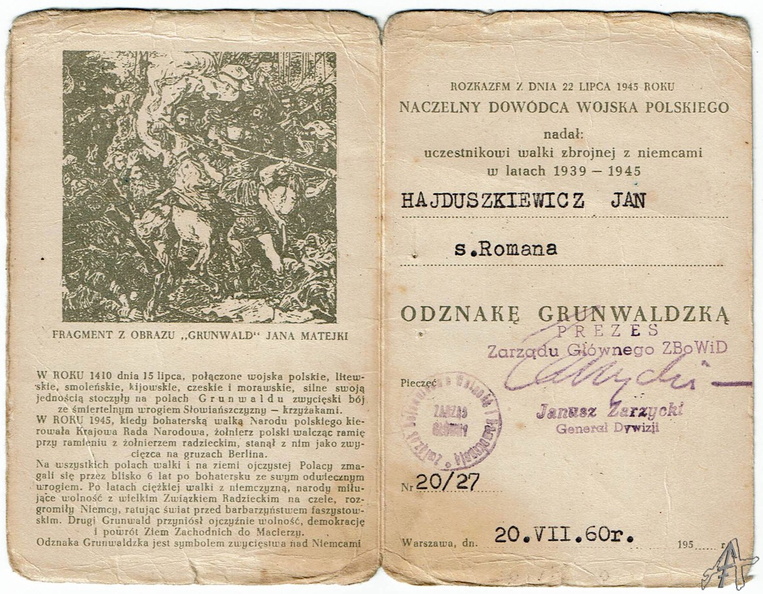 FRAGMENT Z OBRAZU „GRUNWALD" JANA MATEJKI
W ROKU 1410 dnia 15 lipca, połączone wojska polskie, litew-
skie, smoleńskie, kijowskie, czeskie i morawskie, silne swoją
jednością stoczyły na polach Grunwaldu zwycięski bój
ze śmiertelnym wrogiem Słowiańszczyzny – krzyżakami.
W ROKU 1945, kiedy bohaterską walką Narodu polskiego kie-
rowała Krajowa Rada Narodowa, żołnierz polski walcząc ramię
przy ramieniu z żołnierzem radzieckim, stanął z nim jako zwy-
cięzca na gruzach Berlina.
Na wszystkich polach walki i na ziemi ojczystej Polacy zma-
gali się przez blisko 6 lat po bohatersku ze swym odwiecznym
wrogiem. Po latach ciężkiej walki z niemczyzną, narody miłu-
jące wolność z wielkim Związkiem Radzieckim na czele, roz-
gromiły Niemcy, ratując świat przed barbarzyństwem faszystow-
skim. Drugi Grunwald przyniósł ojczyźnie wolność, demokrację
i powrót Ziem Zachodnich do Macierzy.
Odznaka Grunwaldzka jest symbolem zwycięstwa nad Niemcami
ROZKAZEM Z DNIA 22 LIPCA 1945 ROKU
NACZELNY DOWÓDCA WOJSKA POLSKIEGO
nadał:
uczestnikowi walki zbrojnej z niemcami
w latach 1939 – 1945
HAJDUSZKIEWICZ JAN
s.Romana
ODZNAKĘ GRUNWALDZKĄ
PREZES
Zarządu Głównego ZBoWiD
Pieczęć
Janusz Zarzycki
Generał Dywizji
ZARZĄD
GŁÓWNY
Związek Bojowników o Wolność i Demokrację
Nr 20/27
Warszawa, dn. 20.VII.60r. 195 r.